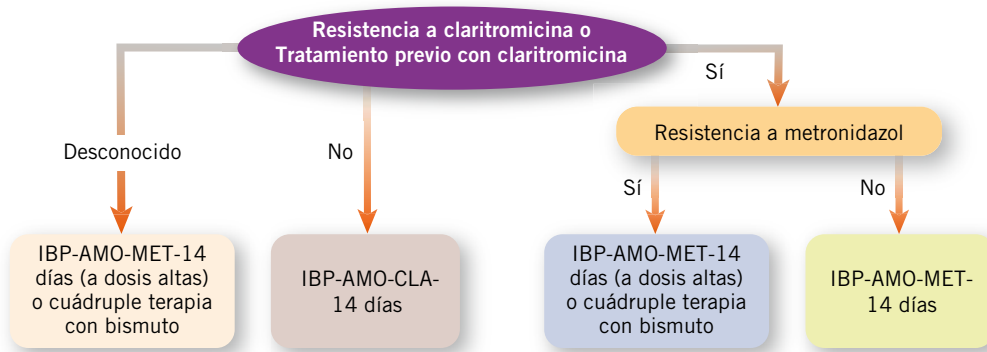 Resistencia a claritromicina o
Tratamiento previo con claritromicina
Sí
Resistencia a metronidazol
Desconocido
No
Sí
No
IBP-AMO-MET-14
días (a dosis altas)
o cuádruple terapia
con bismuto
IBP-AMO-CLA-
14 días
IBP-AMO-MET-14
días (a dosis altas)
o cuádruple terapia
con bismuto
IBP-AMO-MET-
14 días